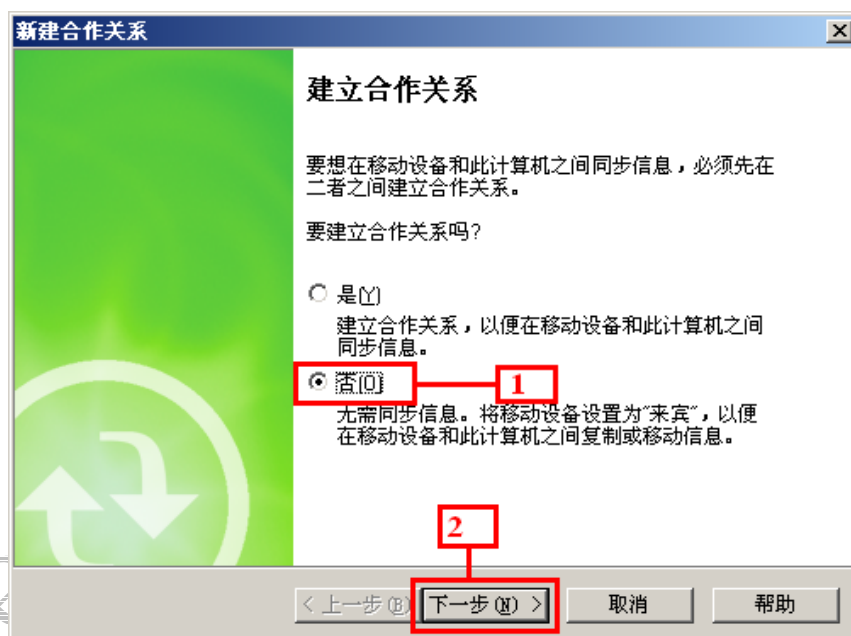 新建合作关系
建立合作关系
要想在移动设备和此计算机之间同步信息，必须先在
二者之间建立合作关系。
要建立合作关系吗?
是(Y)
建立合作关系，以便在移动设备和此计算机之间
同步信息。
否(O)
1
无需同步信息。将移动设备设置为"来宾"，以便
在移动设备和此计算机之间复制或移动信息。
2
< 上一步(B)
下一步(N) >
取消
帮助